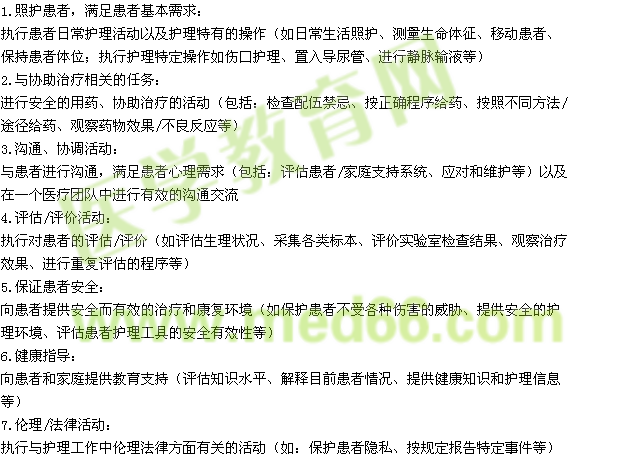 1.照护患者，满足患者基本需求：
执行患者日常护理活动以及护理特有的操作（如日常生活照护、测量生命体征、移动患者、
保持患者体位；执行护理特定操作如伤口护理、置入导尿管、进行静脉输液等）
2.与协助治疗相关的任务：
进行安全的用药、协助治疗的活动（包括：检查配伍禁忌、按正确程序给药、按照不同方法/
途径给药、观察药物效果/不良反应等）
3.沟通、协调活动：
与患者进行沟通，满足患者心理需求（包括：评估患者/家庭支持系统、应对和维护等）以及
在一个医疗团队中进行有效的沟通交流
4.评估/评价活动：
执行对患者的评估/评价（如评估生理状况、采集各类标本、评价实验室检查结果、观察治疗
效果、进行重复评估的程序等）
5.保证患者安全：
向患者提供安全而有效的治疗和康复环境（如保护患者不受各种伤害的威胁、提供安全的护
理环境、评估患者护理工具的安全有效性等）
6.健康指导：
向患者和家庭提供教育支持（评估知识水平、解释目前患者情况、提供健康知识和护理信息
等）
7.伦理/法律活动：
执行与护理工作中伦理法律方面有关的活动（如：保护患者隐私、按规定报告特定事件等）
医学教育网
www.med66.com